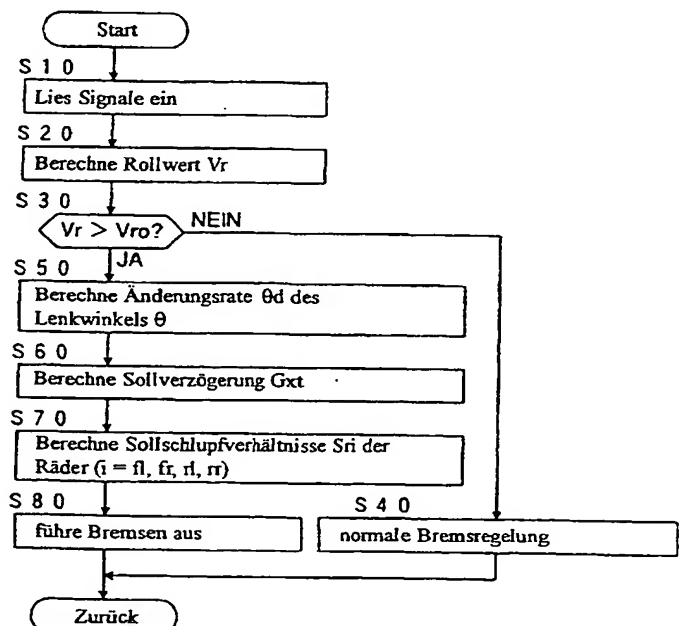 Start
S 1 0
Lies Signale ein
S 2 0
Berechne Rollwert Vr
S 3 0
Vr > Vro?
NEIN
JA
S 5 0
Berechne Änderungsrate θd des
Lenkwinkels θ
S 6 0
Berechne Sollverzögerung Gxt
S 7 0
Berechne Sollschlupfverhältnisse Sri der
Räder (i = fl, fr, rl, rr)
S 8 0
führe Bremsen aus
S 4 0
normale Bremsregelung
Zurück